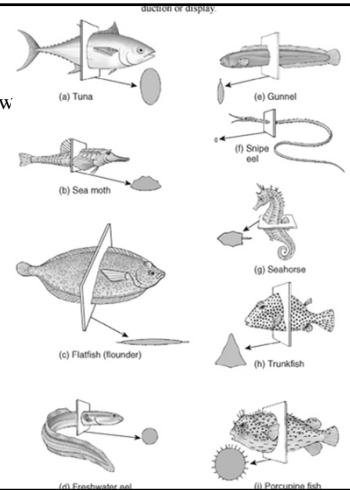 duction or display.
(a) Tuna
(e) Gunnel
W
(f) Snipe
eel
(b) Sea moth
(g) Seahorse
(c) Flatfish (flounder)
(h) Trunkfish
(d) Freshwater eel
(i) Porcupine fish